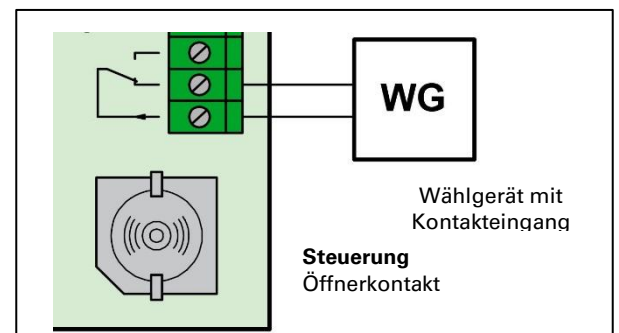 WG
Wählgerät mit
Kontakteingang
Steuerung
Öffnerkontakt